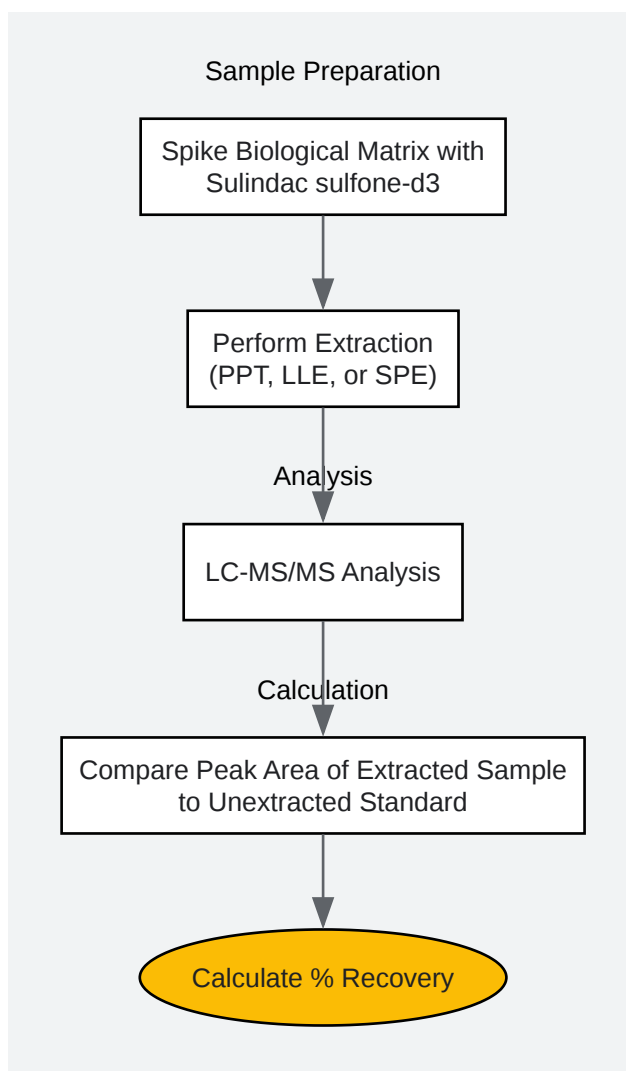 Sample Preparation
Spike Biological Matrix with
Sulindac sulfone-d3
Perform Extraction
(PPT, LLE, or SPE)
Analysis
LC-MS/MS Analysis
Calculation
Compare Peak Area of Extracted Sample
to Unextracted Standard
Calculate % Recovery